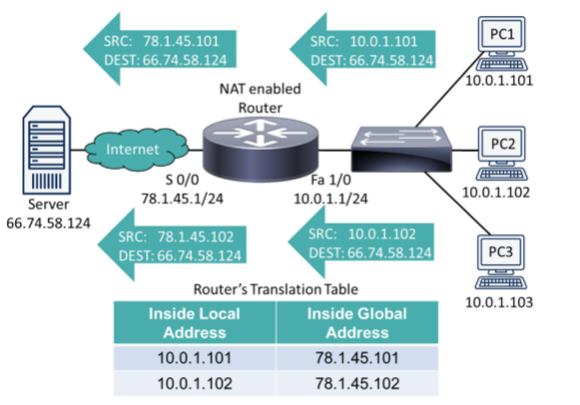 SRC: 78.1.45.101
DEST: 66.74.58.124
SRC: 10.0.1.101
DEST: 66.74.58.124
PC1
10.0.1.101
NAT enabled
Router
Internet
PC2
10.0.1.102
Server
66.74.58.124
S 0/0
78.1.45.1/24
Fa 1/0
10.0.1.1/24
SRC: 78.1.45.102
DEST: 66.74.58.124
SRC: 10.0.1.102
DEST: 66.74.58.124
PC3
10.0.1.103
Router's Translation Table
Inside Local Address
Inside Global Address
10.0.1.101
78.1.45.101
10.0.1.102
78.1.45.102